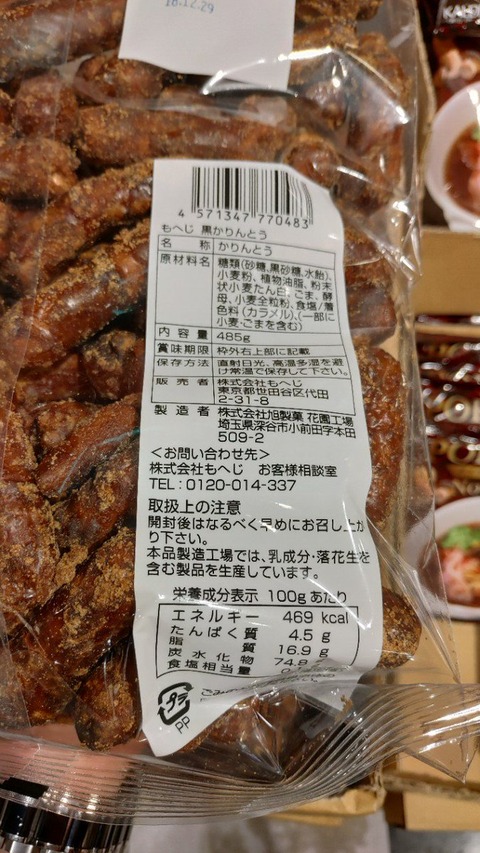 18.12.29
KAHO
4 571347 770483
もへじ 黒かりんとう
名 称 かりんとう
原材料名 糖類(砂糖、黒砂糖、水飴)、
小麦粉、植物油脂、粉末
状小麦たん白、ごま、酵
母、小麦全粒粉、食塩/着
色料(カラメル)、(一部に
小麦・ごまを含む)
内 容 量 485g
賞味期限 枠外右上部に記載
保存方法 直射日光、高温多湿を避
け常温で保存して下さい。
販 売 者 株式会社もへじ
東京都世田谷区代田
2-31-8
製 造 者 株式会社旭製菓 花園工場
埼玉県深谷市小前田字本田
509-2
<お問い合わせ先>
株式会社もへじ お客様相談室
TEL:0120-014-337
取扱上の注意
開封後はなるべく早めにお召し上が
り下さい。
本品製造工場では、乳成分・落花生を
含む製品を生産しています。
栄養成分表示 100gあたり
エネルギー 469 kcal
たんぱく質 4.5 g
脂 質 16.9 g
炭水化物 74.8
食塩相当量
プラ
PP